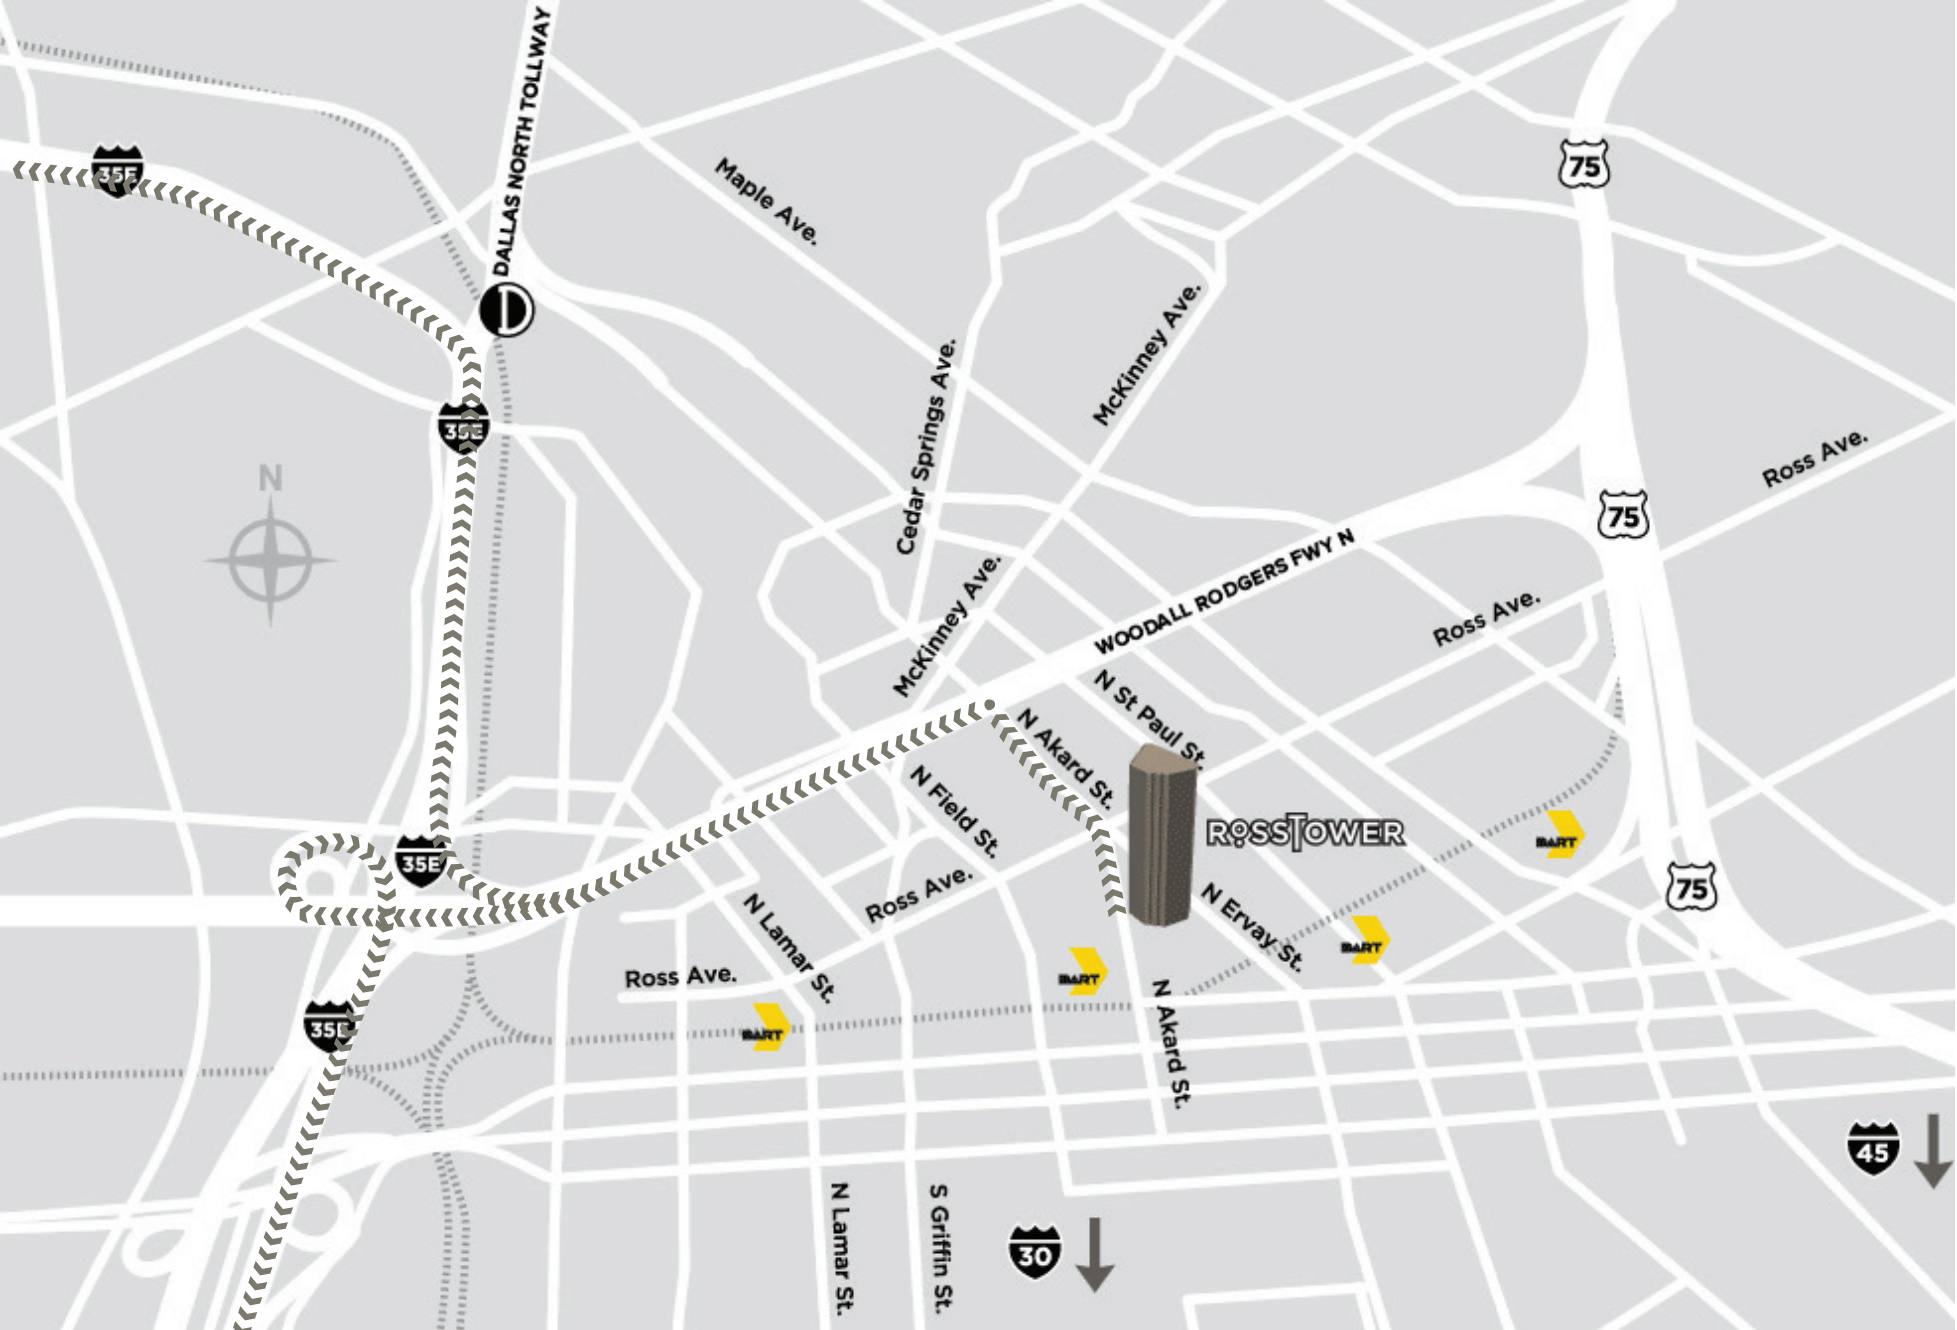 DALLAS NORTH TOLLWAY
35E
75
Maple Ave.
D
McKinney Ave.
Cedar Springs Ave.
35E
Ross Ave.
N
75
WOODALL RODGERS FWY N
McKinney Ave.
Ross Ave.
N St Paul St.
N Akard St.
N Field St.
ROSS TOWER
DART
35E
Ross Ave.
75
N Lamar St.
N Ervay St.
DART
Ross Ave.
DART
DART
35E
N Akard St.
45
N Lamar St.
S Griffin St.
30